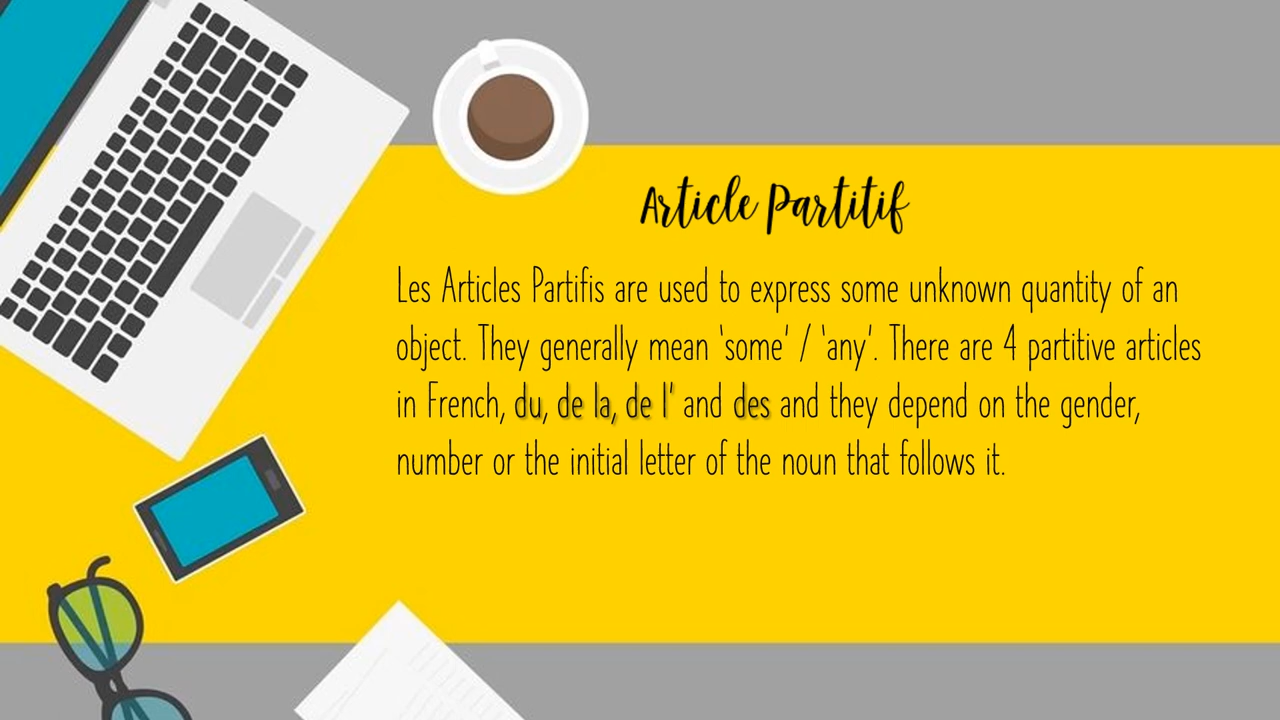 Article Partitif
Les Articles Partifis are used to express some unknown quantity of an
object. They generally mean ‘some’ / ‘any’. There are 4 partitive articles
in French, du, de la, de l’ and des and they depend on the gender,
number or the initial letter of the noun that follows it.